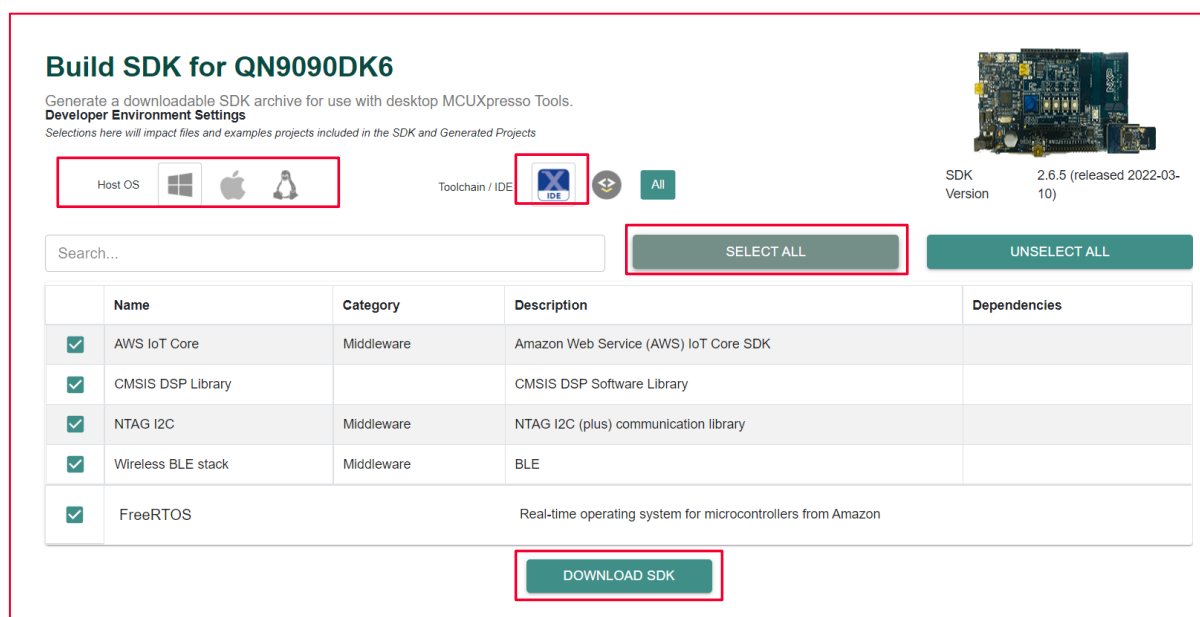 Build SDK for QN9090DK6
Generate a downloadable SDK archive for use with desktop MCUXpresso Tools.
Developer Environment Settings
Selections here will impact files and examples projects included in the SDK and Generated Projects
Host OS
Toolchain / IDE
IDE
All
SDK Version
2.6.5 (released 2022-03-10)
Search...
SELECT ALL
UNSELECT ALL
Name Category Description Dependencies
AWS IoT Core Middleware Amazon Web Service (AWS) IoT Core SDK
CMSIS DSP Library CMSIS DSP Software Library
NTAG I2C Middleware NTAG I2C (plus) communication library
Wireless BLE stack Middleware BLE
FreeRTOS Real-time operating system for microcontrollers from Amazon
DOWNLOAD SDK